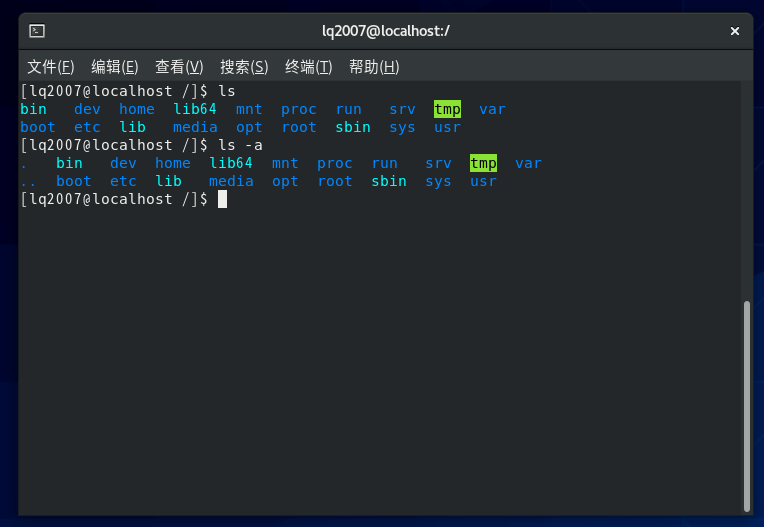 lq2007@localhost:/
文件(F) 编辑(E) 查看(V) 搜索(S) 终端(T) 帮助(H)
[lq2007@localhost /]$ ls
bin   dev  home  lib64  mnt  proc  run   srv  tmp  var
boot  etc  lib   media  opt  root  sbin  sys  usr
[lq2007@localhost /]$ ls -a
.   bin   dev  home  lib64  mnt  proc  run   srv  tmp  var
..  boot  etc  lib   media  opt  root  sbin  sys  usr
[lq2007@localhost /]$